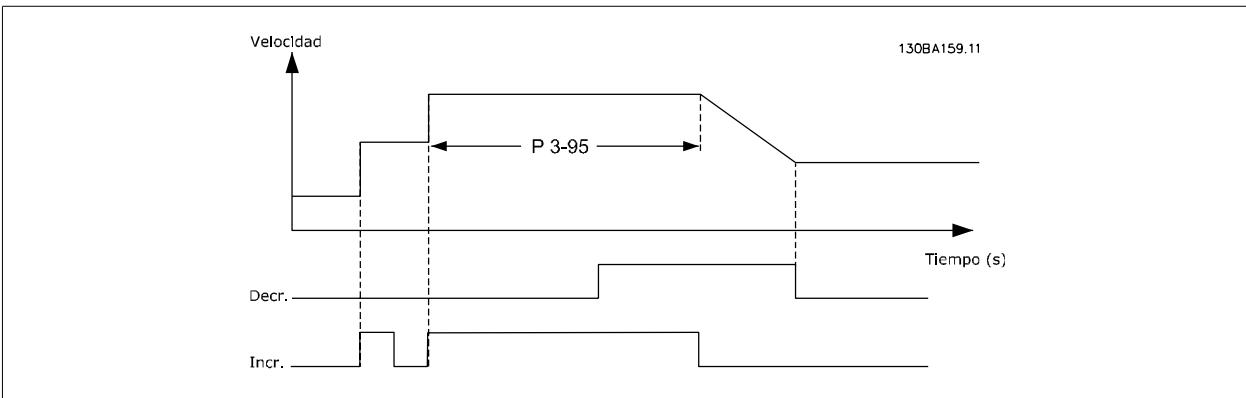 Velocidad
130BA159.11
P 3-95
Tiempo (s)
Decr.
Incr.